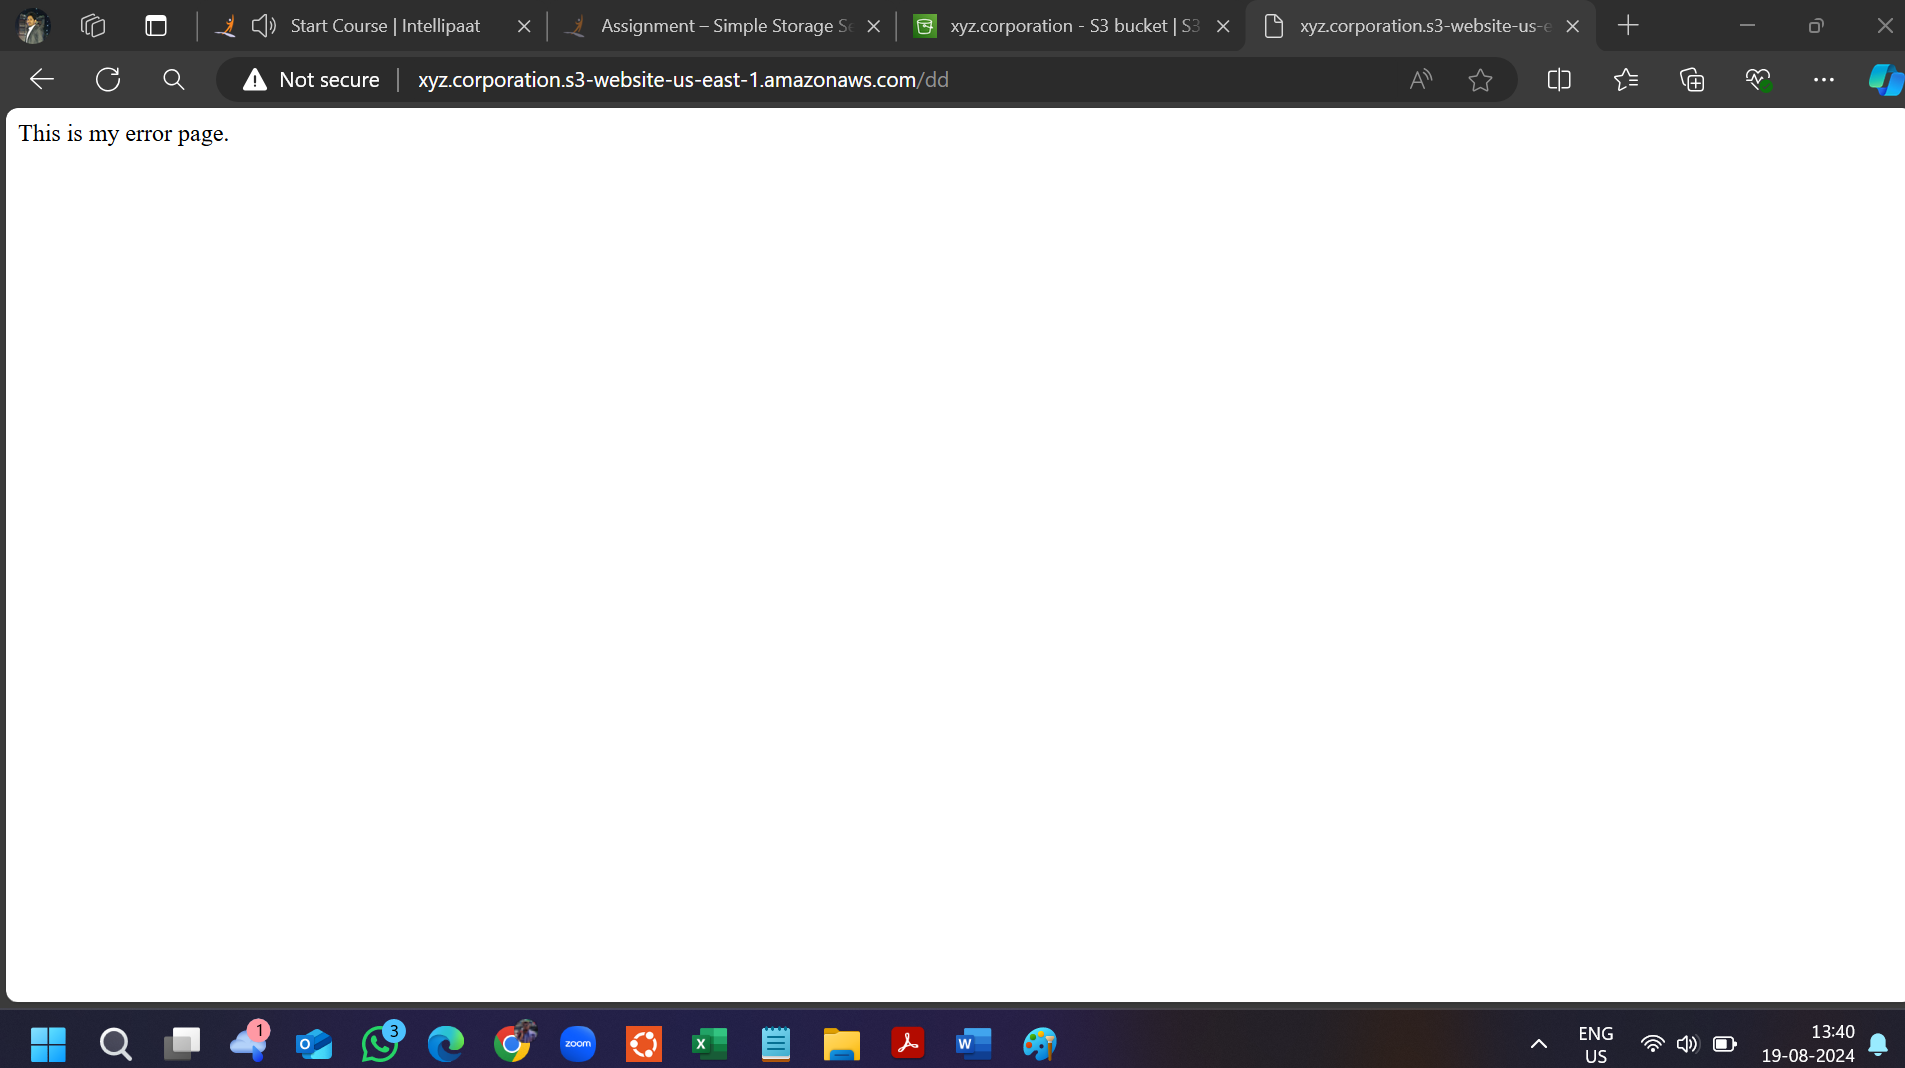 Start Course | Intellipaat
Assignment – Simple Storage Se
xyz.corporation - S3 bucket | S3
xyz.corporation.s3-website-us-e
Not secure
xyz.corporation.s3-website-us-east-1.amazonaws.com/dd
This is my error page.
1
3
zoom
ENG
US
13:40
19-08-2024